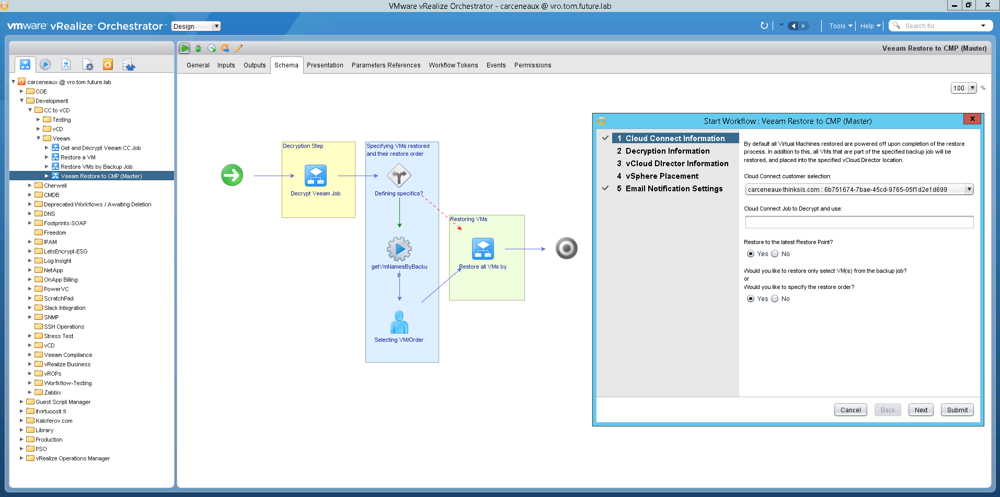 VMware vRealize Orchestrator - carceneaux @ vro.tom.future.lab
vmware vRealize Orchestrator
Design
Tools
Help
Search for
Veeam Restore to CMP (Master)
General Inputs Outputs Schema Presentation Parameters References Workflow Tokens Events Permissions
100 %
carceneaux @ vro.tom.future.lab
COE
Development
CC to vCD
Testing
vCD
Veeam
Get and Decrypt Veeam CC Job
Restore a VM
Restore VMs by Backup Job
Veeam Restore to CMP (Master)
Cherwell
CMDB
Deprecated Workflows / Awaiting Deletion
DNS
Footprints-SOAP
Freedom
IPAM
LetsEncrypt-ESG
Log Insight
NetApp
OnApp Billing
PowerVC
ScratchPad
Slack Integration
SNMP
SSH Operations
Stress Test
vCD
Veeam Compliance
vRealize Business
vROPs
Worfkflow-Testing
Zabbix
Guest Script Manager
itvirtuoosit.fi
Kaloferov.com
Library
Production
PSO
vRealize Operations Manager
Decryption Step
Decrypt Veeam Job
Specifying VMs restored
and their restore order
Defining specifics?
getVmNamesByBacku
p
Selecting VM/Order
Restoring VMs
Restore all VMs by
Start Workflow : Veeam Restore to CMP (Master)
X
1 Cloud Connect Information
2 Decryption Information
3 vCloud DIrector Information
4 vSphere Placement
5 Email Notification Settings
By default all Virtual Machines restored are powered off upon completion of the restore
process. In addition to this, all VMs that are part of the specified backup job will be
restored, and placed into the specified vCloud Director location.
Cloud Connect customer selection:
carceneaux-thinksis.com : 6b751674-7bae-45cd-9765-05f1d2e1d699
Cloud Connect Job to Decrypt and use:
Restore to the latest Restore Point?
Yes No
Would you like to restore only select VM(s) from the backup job?
or
Would you like to specify the restore order?
Yes No
Cancel Back Next Submit